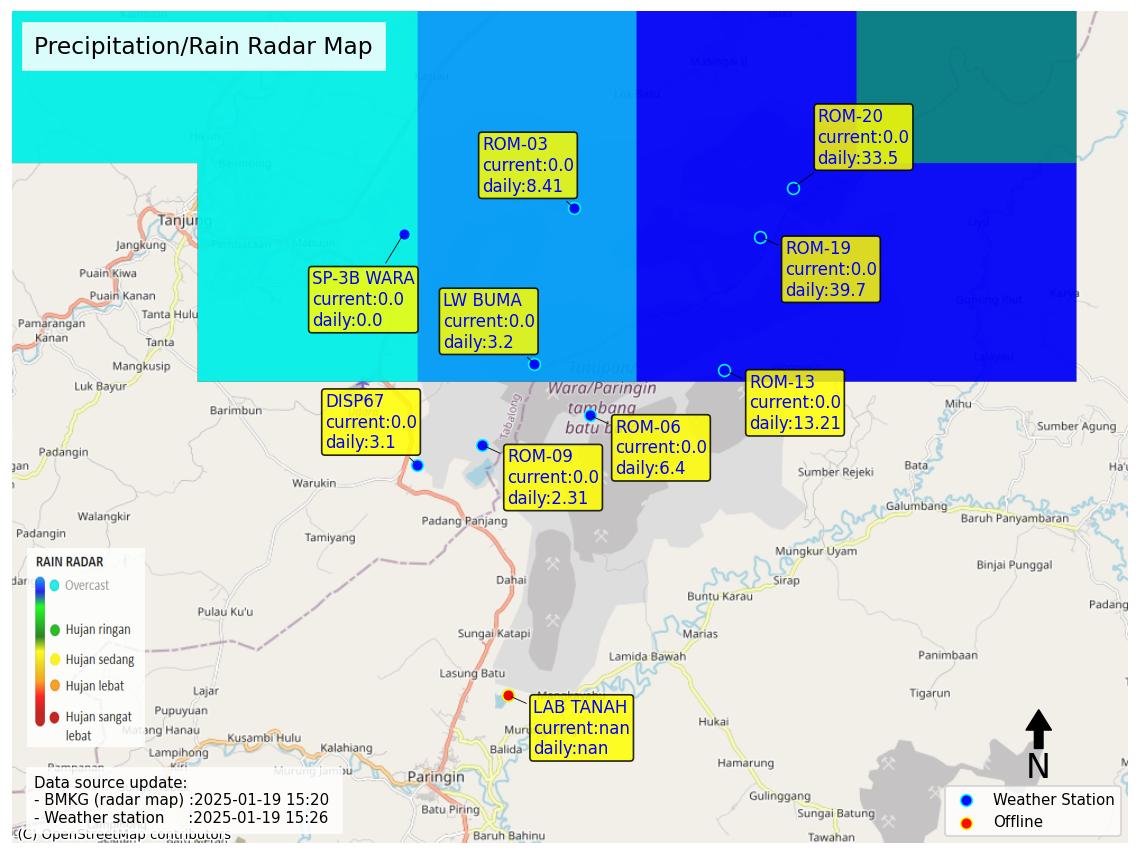 Precipitation/Rain Radar Map
ROM-20
current:0.0
daily:33.5
ROM-03
current:0.0
daily:8.41
ROM-19
current:0.0
daily:39.7
SP-3B WARA
current:0.0
daily:0.0
LW BUMA
current:0.0
daily:3.2
ROM-13
current:0.0
daily:13.21
DISP67
current:0.0
daily:3.1
ROM-06
current:0.0
daily:6.4
ROM-09
current:0.0
daily:2.31
LAB TANAH
current:nan
daily:nan
Tanjung
Jangkung
Puain Kiwa
Puain Kanan
Tanta Hulu
Pamarangan
Kanan
Tanta
Mangkusip
Luk Bayur
Barimbun
Wara/Paringin
tambang
batu
Tabalong
Mihu
Sumber Agung
Bata
Sumber Rejeki
Galumbang
Baruh Panyambaran
Warukin
Padang Panjang
Walangkir
Padangin
Tamiyang
Mungkur Uyam
Binjai Punggal
Sirap
Dahai
Buntu Karau
Pulau Ku'u
Sungai Katapi
Marias
Lamida Bawah
Panimbaan
Lasung Batu
Tigarun
Lajar
Pupuyuan
Matang Hanau
Kusambi Hulu
Kalahiang
Lampihong
Murung Jambu
Balida
Hukai
Hamarung
Paringin
Batu Piring
Baruh Bahinu
Gulinggang
Sungai Batung
Tawahan
RAIN RADAR
Overcast
Hujan ringan
Hujan sedang
Hujan lebat
Hujan sangat
lebat
Data source update:
- BMKG (radar map) :2025-01-19 15:20
- Weather station :2025-01-19 15:26
(C) OpenStreetMap contributors
N
Weather Station
Offline